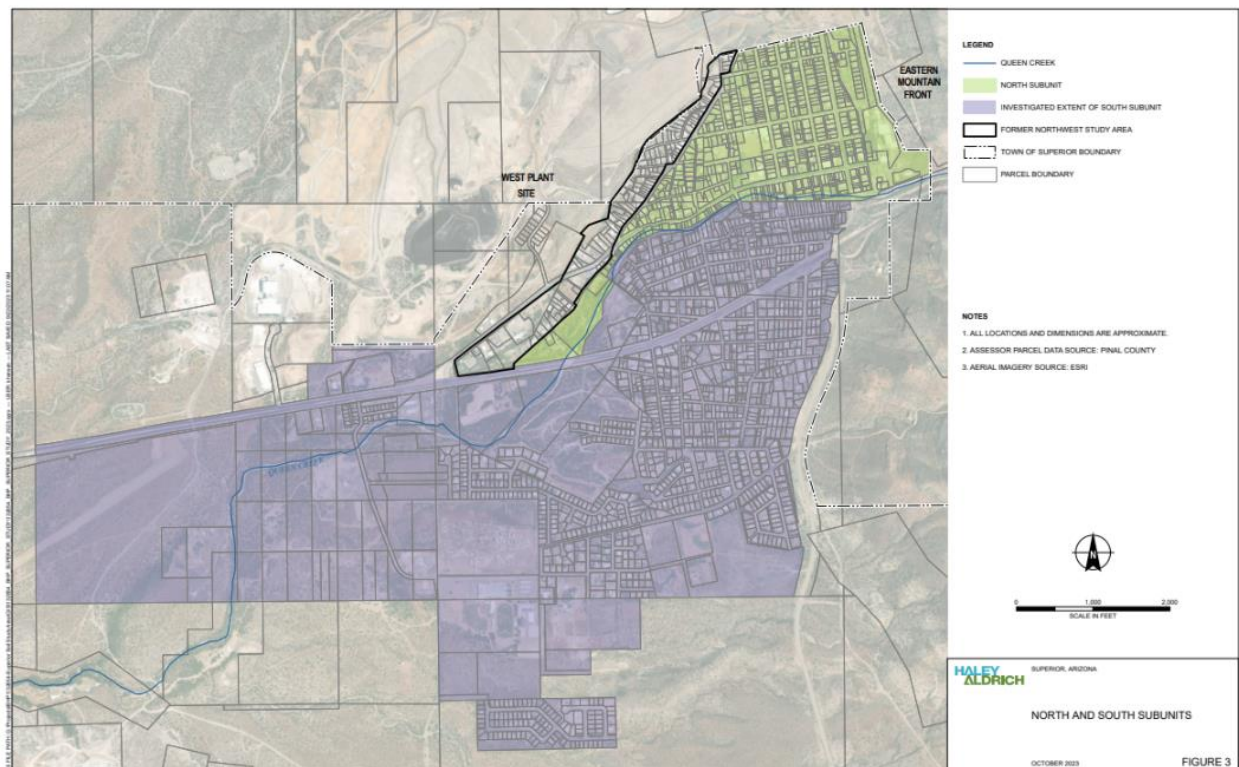 WEST PLANT
SITE
EASTERN
MOUNTAIN
FRONT
LEGEND
QUEEN CREEK
NORTH SUBUNIT
INVESTIGATED EXTENT OF SOUTH SUBUNIT
FORMER NORTHWEST STUDY AREA
TOWN OF SUPERIOR BOUNDARY
PARCEL BOUNDARY
NOTES
1. ALL LOCATIONS AND DIMENSIONS ARE APPROXIMATE.
2. ASSESSOR PARCEL DATA SOURCE: PINAL COUNTY
3. AERIAL IMAGERY SOURCE: ESRI
N
0 1,000 2,000
SCALE IN FEET
HALEY
ALDRICH
SUPERIOR, ARIZONA
NORTH AND SOUTH SUBUNITS
OCTOBER 2023
FIGURE 3